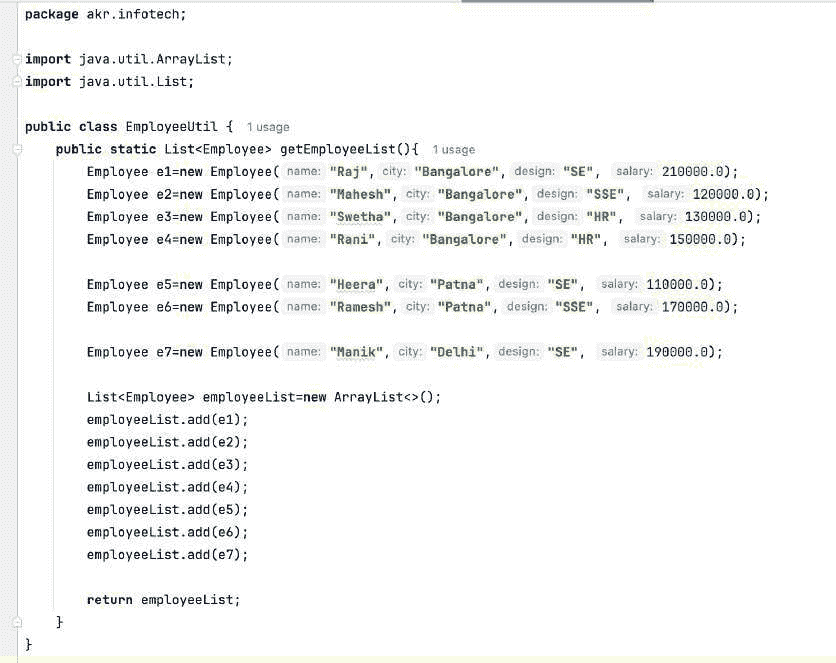 package akr.infotech;
import java.util.ArrayList;
import java.util.List;
public class EmployeeUtil { 1 usage
public static List<Employee> getEmployeeList(){ 1 usage
Employee e1=new Employee( name: "Raj", city: "Bangalore", design: "SE", salary: 210000.0);
Employee e2=new Employee( name: "Mahesh", city: "Bangalore", design: "SSE", salary: 120000.0);
Employee e3=new Employee( name: "Swetha", city: "Bangalore", design: "HR", salary: 130000.0);
Employee e4=new Employee( name: "Rani", city: "Bangalore", design: "HR", salary: 150000.0);
Employee e5=new Employee( name: "Heera", city: "Patna", design: "SE", salary: 110000.0);
Employee e6=new Employee( name: "Ramesh", city: "Patna", design: "SSE", salary: 170000.0);
Employee e7=new Employee( name: "Manik", city: "Delhi", design: "SE", salary: 190000.0);
List<Employee> employeeList=new ArrayList<>();
employeeList.add(e1);
employeeList.add(e2);
employeeList.add(e3);
employeeList.add(e4);
employeeList.add(e5);
employeeList.add(e6);
employeeList.add(e7);
return employeeList;
}
}